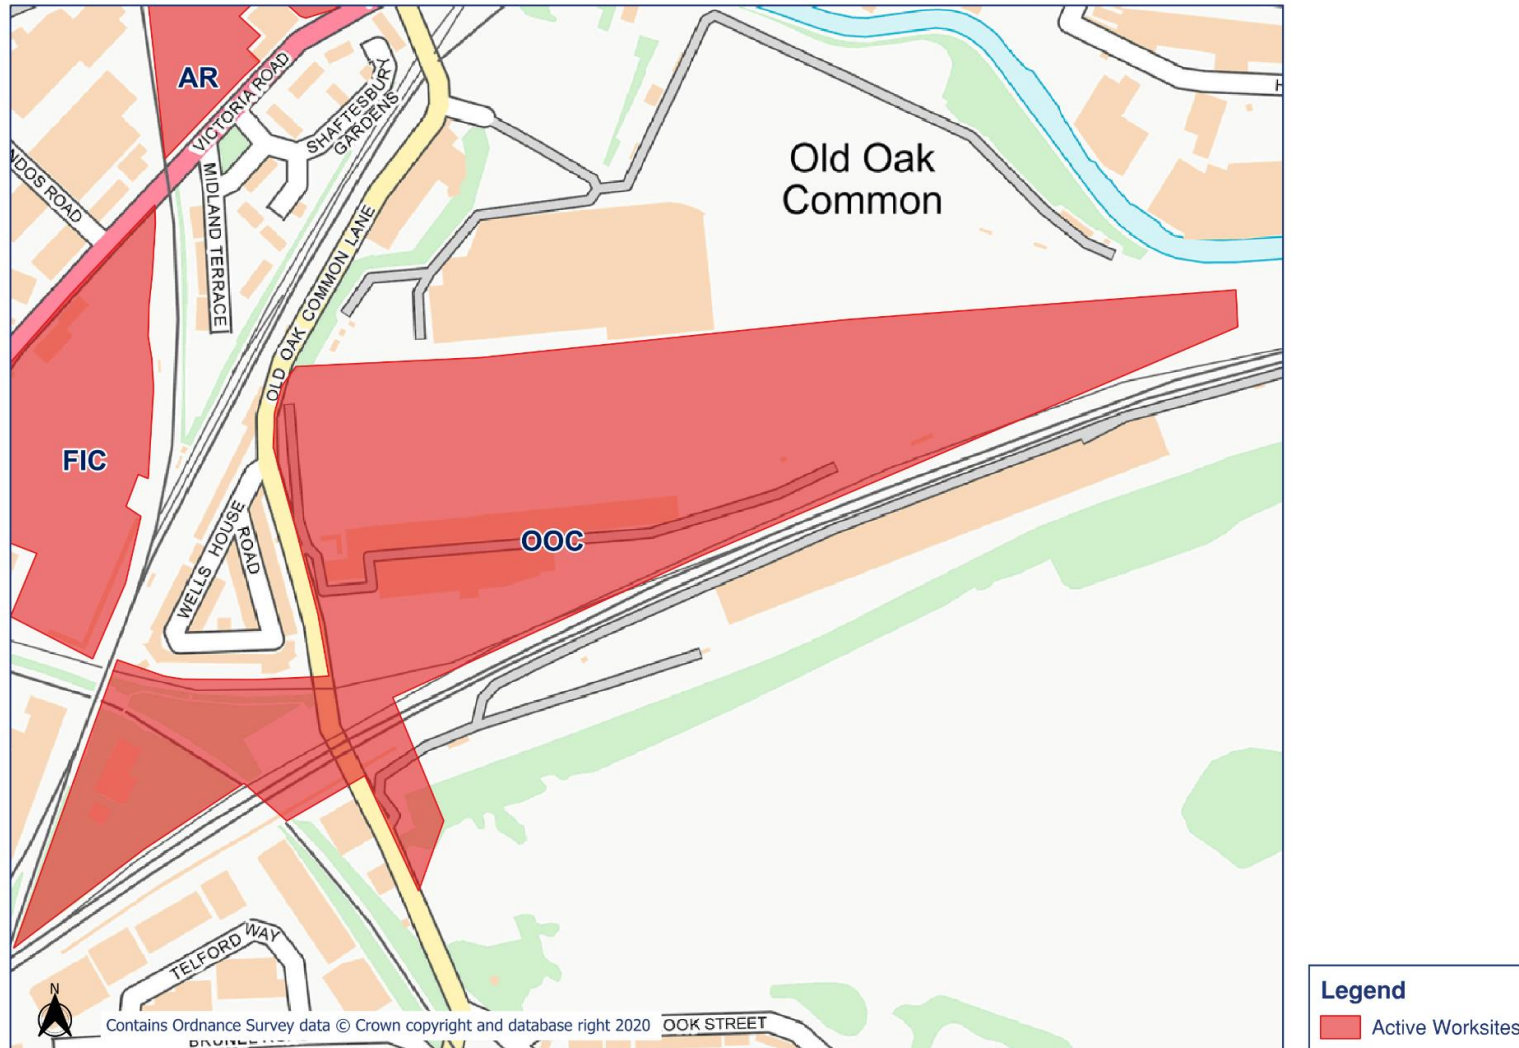 AR
VICTORIA ROAD
SHAFTESBURY
GARDENS
H
Old Oak
Common
NDOS ROAD
MIDLAND TERRACE
OLD OAK COMMON LANE
FIC
WELLS HOUSE
ROAD
OOC
TELFORD WAY
N
Contains Ordnance Survey data © Crown copyright and database right 2020
OOK STREET
Legend
Active Worksites